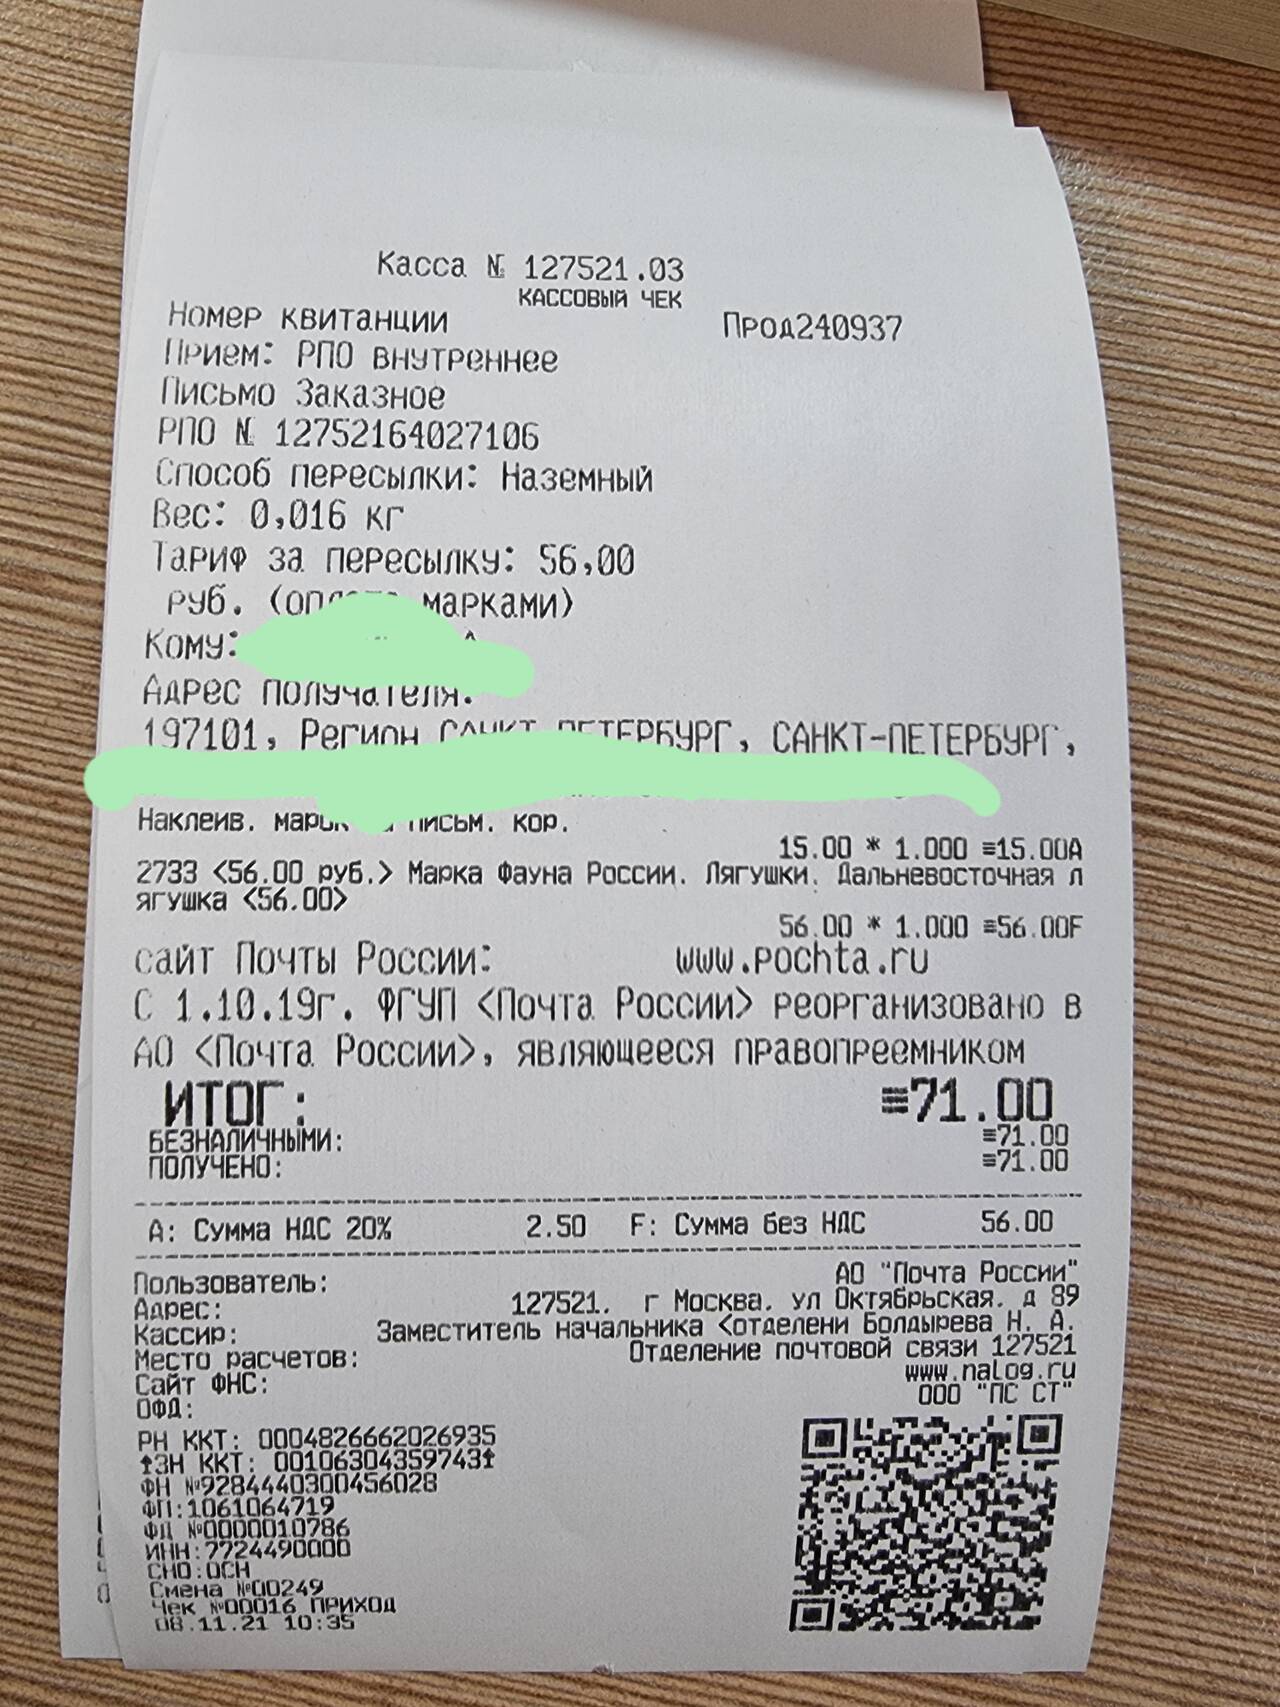 Касса № 127521.03
КАССОВЫЙ ЧЕК
Номер квитанции Прод240937
Прием: РПО внутреннее
Письмо Заказное
РПО № 12752164027106
Способ пересылки: Наземный
Вес: 0,016 кг
Тариф за пересылку: 56,00
руб. (оплата марками)
Кому:
Адрес получателя:
197101, Регион САНКТ-ПЕТЕРБУРГ, САНКТ-ПЕТЕРБУРГ,
Наклеив. марок письм. кор.
15.00 * 1.000 ≡15.00А
2733 <56.00 руб.> Марка Фауна России. Лягушки. Дальневосточная л
ягушка <56.00>
56.00 * 1.000 ≡56.00F
сайт Почты России: www.pochta.ru
С 1.10.19г. ФГУП <Почта России> реорганизовано в
АО <Почта России>, являющееся правопреемником
ИТОГ: ≡71.00
БЕЗНАЛИЧНЫМИ: ≡71.00
ПОЛУЧЕНО: ≡71.00
А: Сумма НДС 20% 2.50 F: Сумма без НДС 56.00
Пользователь: АО "Почта России"
Адрес: 127521. г Москва. ул Октябрьская. д 89
Кассир: Заместитель начальника <отделени Болдырева Н. А.
Место расчетов: Отделение почтовой связи 127521
Сайт ФНС: www.nalog.ru
ОФД: ООО "ПС СТ"
РН ККТ: 0004826662026935
↑ЗН ККТ: 00106304359743↑
ФН №9284440300456028
ФП:1061064719
ФД №0000010786
ИНН:7724490000
СНО:ОСН
Смена №00249
Чек №00016 ПРИХОД
08.11.21 10:35